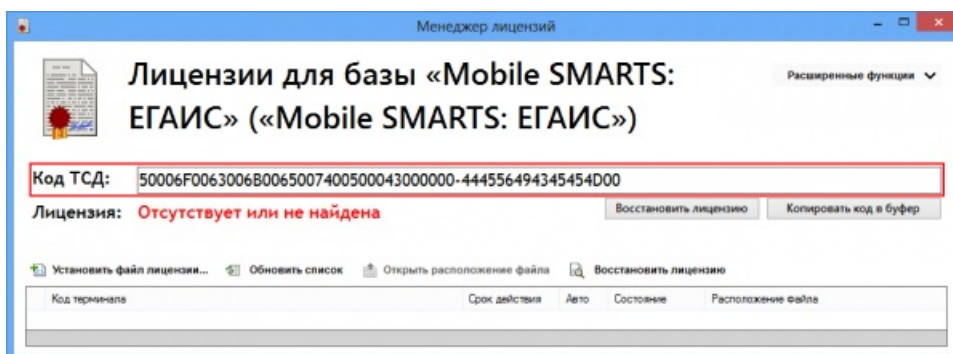 Менеджер лицензий
Лицензии для базы «Mobile SMARTS:
ЕГАИС» («Mobile SMARTS: ЕГАИС»)
Расширенные функции
Код ТСД: 50006F0063006B0065007400500043000000-444556494345454D00
Лицензия: Отсутствует или не найдена
Восстановить лицензию Копировать код в буфер
Установить файл лицензии... Обновить список Открыть расположение файла Восстановить лицензию
Код терминала Срок действия Авто Состояние Расположение файла